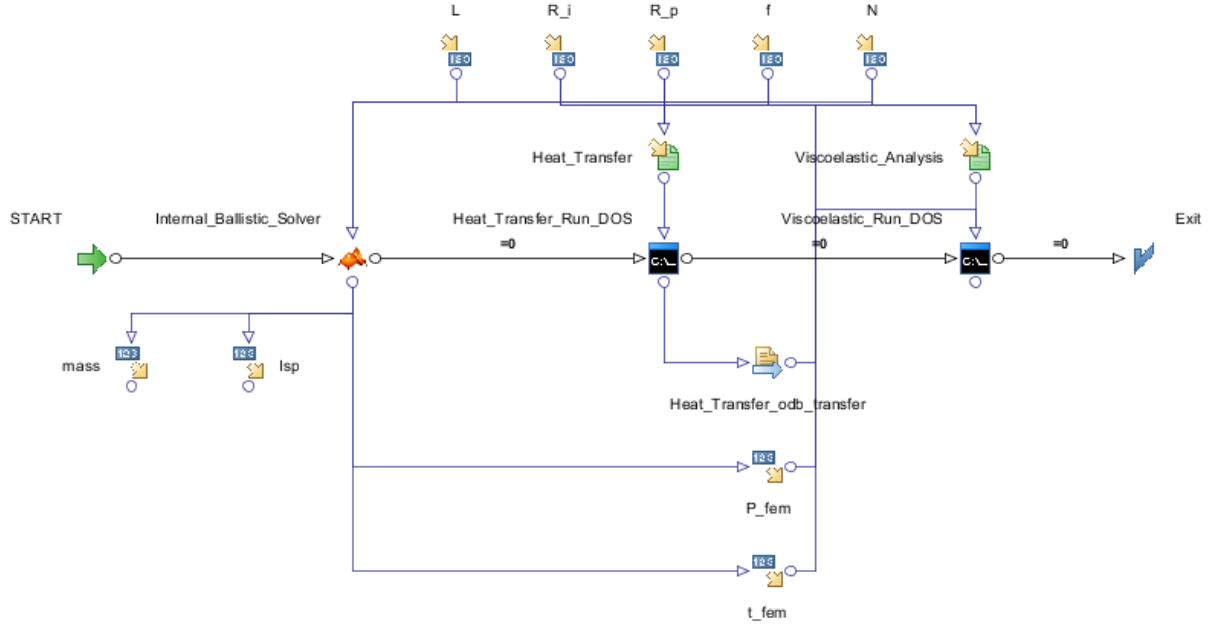 L R_i R_p f N
Heat_Transfer Viscoelastic_Analysis
START Internal_Ballistic_Solver Heat_Transfer_Run_DOS Viscoelastic_Run_DOS Exit
=0 =0 =0
mass Isp
Heat_Transfer_odb_transfer
P_fem
t_fem